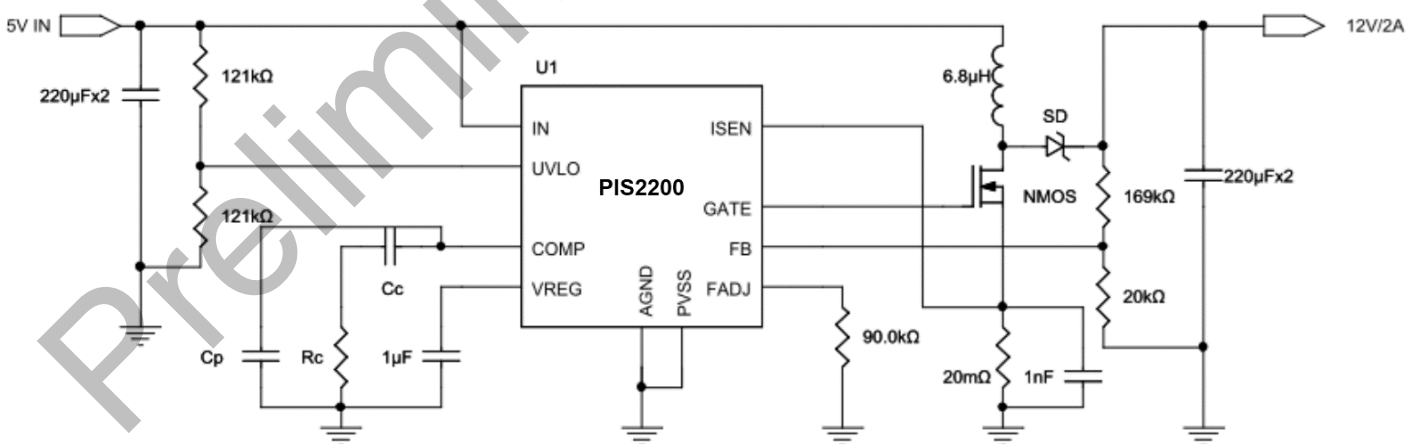 5V IN
12V/2A
121kΩ
220µFx2
U1
6.8µH
SD
IN
ISEN
UVLO
PIS2200
220µFx2
NMOS
169kΩ
121kΩ
GATE
COMP
FB
Cc
VREG
AGND
PVSS
FADJ
20kΩ
90.0kΩ
Cp
Rc
1µF
20mΩ
1nF